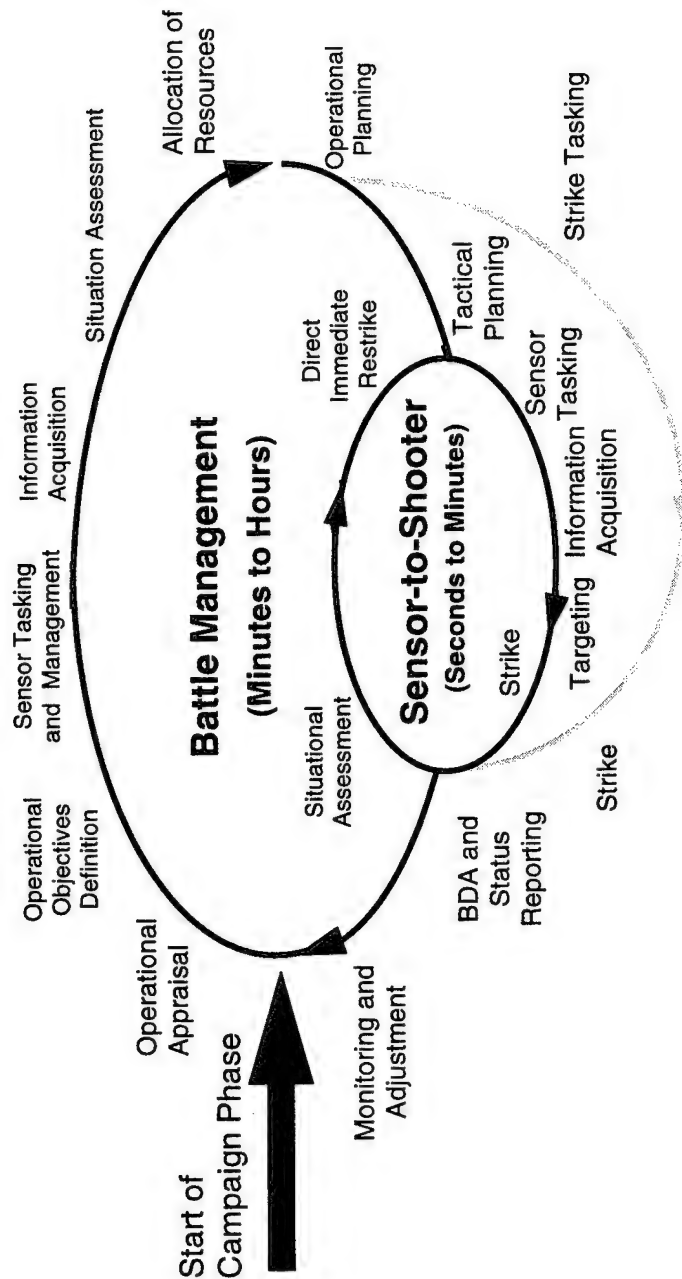 Start of
Campaign Phase
Operational
Appraisal
Operational
Objectives
Definition
Sensor Tasking
and Management
Information
Acquisition
Situation Assessment
Allocation of
Resources
Battle Management
(Minutes to Hours)
Operational
Planning
Direct
Immediate
Restrike
Situational
Assessment
Sensor-to-Shooter
(Seconds to Minutes)
Tactical
Planning
Sensor
Tasking
Information
Acquisition
Targeting
Strike
Strike Tasking
Strike
BDA and
Status
Reporting
Monitoring and
Adjustment